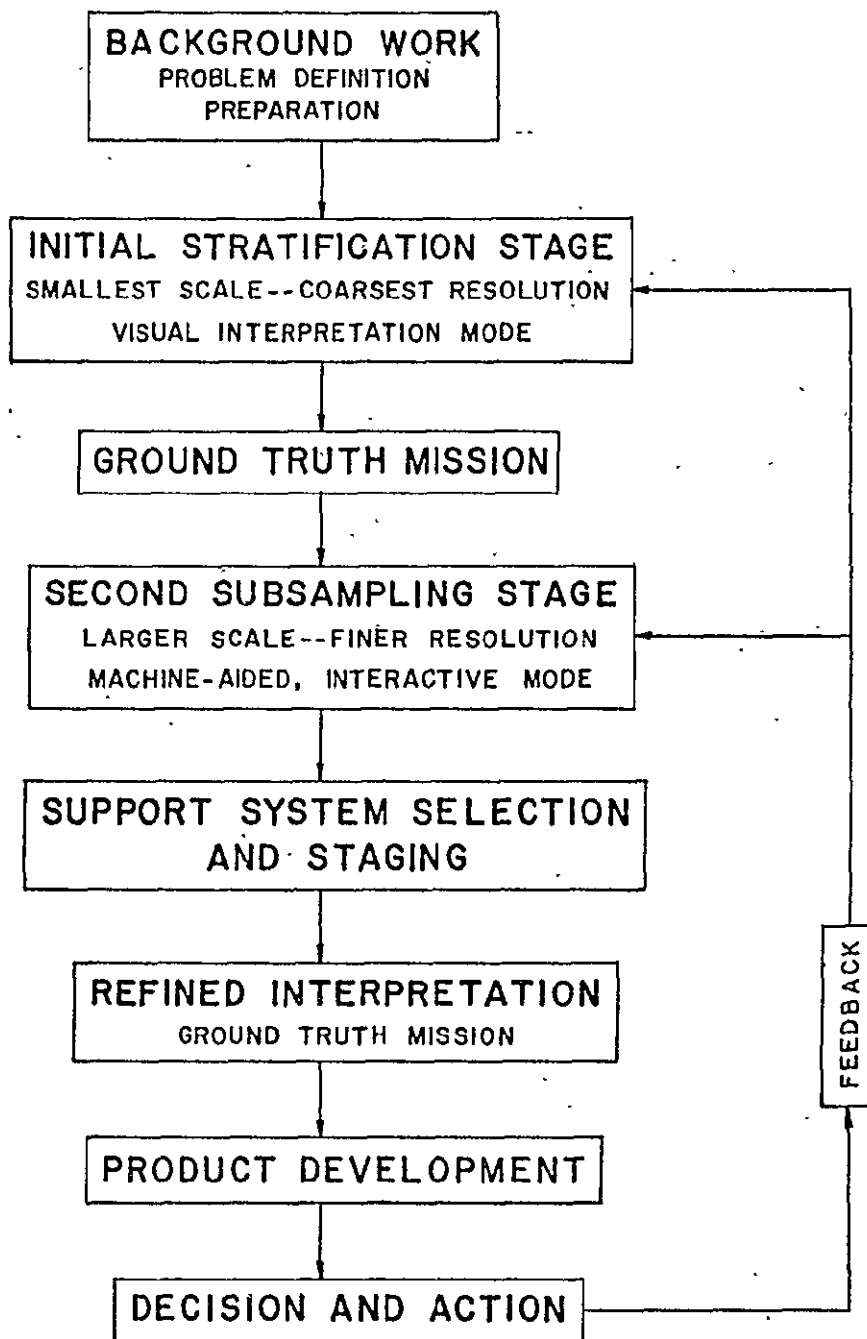 BACKGROUND WORK
PROBLEM DEFINITION
PREPARATION
INITIAL STRATIFICATION STAGE
SMALLEST SCALE--COARSEST RESOLUTION
VISUAL INTERPRETATION MODE
GROUND TRUTH MISSION
SECOND SUBSAMPLING STAGE
LARGER SCALE--FINER RESOLUTION
MACHINE-AIDED, INTERACTIVE MODE
SUPPORT SYSTEM SELECTION
AND STAGING
REFINED INTERPRETATION
GROUND TRUTH MISSION
PRODUCT DEVELOPMENT
DECISION AND ACTION
FEEDBACK